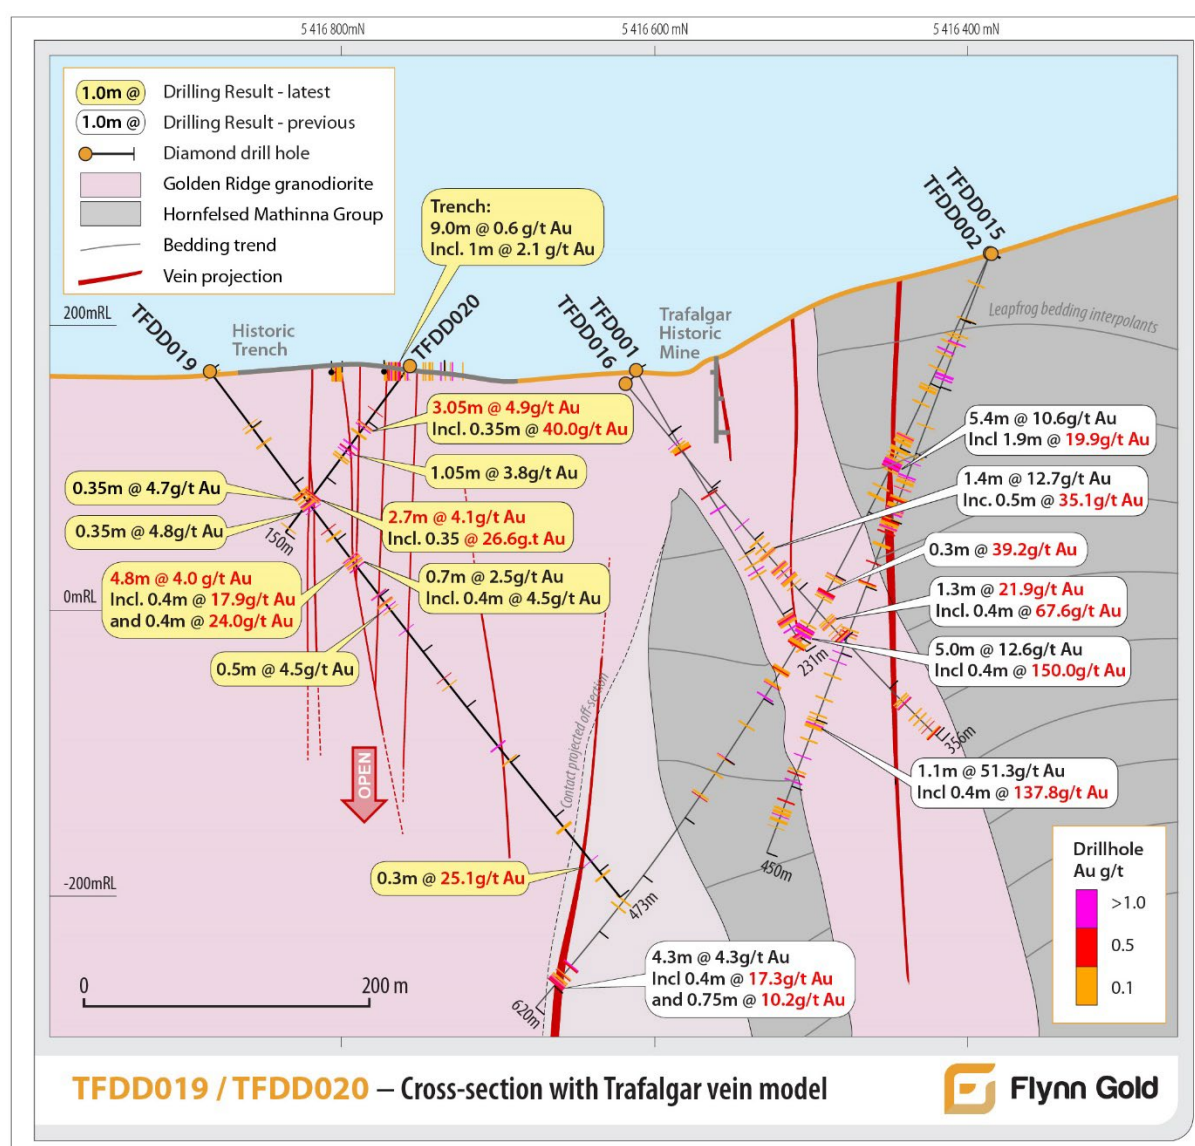 5 416 800mN
5 416 600 mN
5 416 400 mN
1.0m @ Drilling Result - latest
1.0m @ Drilling Result - previous
Diamond drill hole
Golden Ridge granodiorite
Hornfelsed Mathinna Group
Bedding trend
Vein projection
Trench:
9.0m @ 0.6 g/t Au
Incl. 1m @ 2.1 g/t Au
TFDD015
TFDD002
200mRL
Historic
Trench
TFDD019
TFDD020
TFD001
TFDD016
Trafalgar
Historic
Mine
Leapfrog bedding interpolants
3.05m @ 4.9g/t Au
Incl. 0.35m @ 40.0g/t Au
1.05m @ 3.8g/t Au
5.4m @ 10.6g/t Au
Incl 1.9m @ 19.9g/t Au
0.35m @ 4.7g/t Au
0.35m @ 4.8g/t Au
150m
2.7m @ 4.1g/t Au
Incl. 0.35 @ 26.6g.t Au
1.4m @ 12.7g/t Au
Inc. 0.5m @ 35.1g/t Au
0.3m @ 39.2g/t Au
4.8m @ 4.0 g/t Au
Incl. 0.4m @ 17.9g/t Au
and 0.4m @ 24.0g/t Au
0.7m @ 2.5g/t Au
Incl. 0.4m @ 4.5g/t Au
0mRL
1.3m @ 21.9g/t Au
Incl. 0.4m @ 67.6g/t Au
0.5m @ 4.5g/t Au
5.0m @ 12.6g/t Au
Incl 0.4m @ 150.0g/t Au
231m
356m
Contact projected off-section
OPEN
1.1m @ 51.3g/t Au
Incl 0.4m @ 137.8g/t Au
450m
0.3m @ 25.1g/t Au
-200mRL
473m
4.3m @ 4.3g/t Au
Incl 0.4m @ 17.3g/t Au
and 0.75m @ 10.2g/t Au
620m
0
200 m
Drillhole
Au g/t
>1.0
0.5
0.1
TFDD019 / TFDD020 – Cross-section with Trafalgar vein model
Flynn Gold